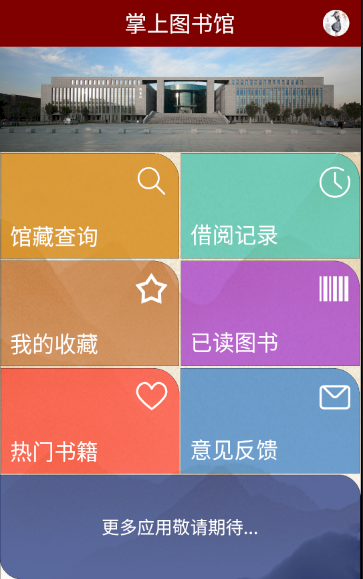 掌上图书馆
馆藏查询
借阅记录
我的收藏
已读图书
热门书籍
意见反馈
更多应用敬请期待...